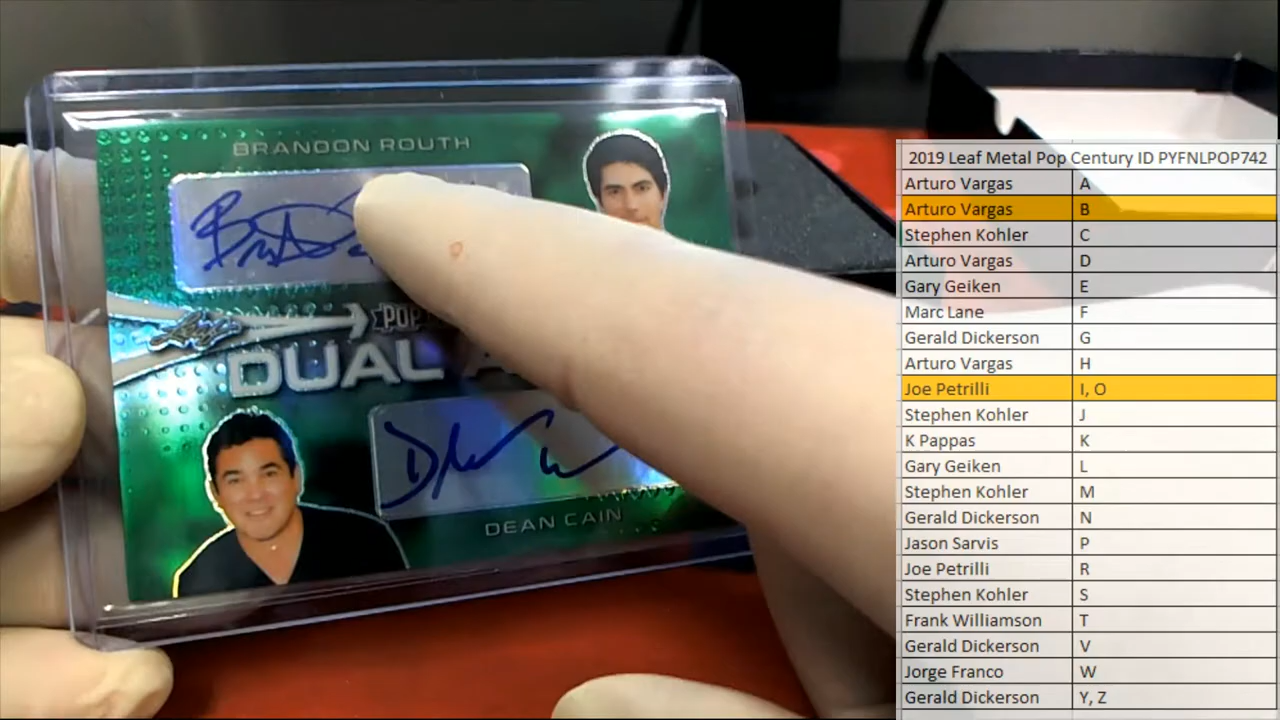 BRANDON ROUTH
Leaf
POP
DUAL A
DEAN CAIN
2019 Leaf Metal Pop Century ID PYFNLPOP742
Arturo Vargas A
Arturo Vargas B
Stephen Kohler C
Arturo Vargas D
Gary Geiken E
Marc Lane F
Gerald Dickerson G
Arturo Vargas H
Joe Petrilli I, O
Stephen Kohler J
K Pappas K
Gary Geiken L
Stephen Kohler M
Gerald Dickerson N
Jason Sarvis P
Joe Petrilli R
Stephen Kohler S
Frank Williamson T
Gerald Dickerson V
Jorge Franco W
Gerald Dickerson Y, Z